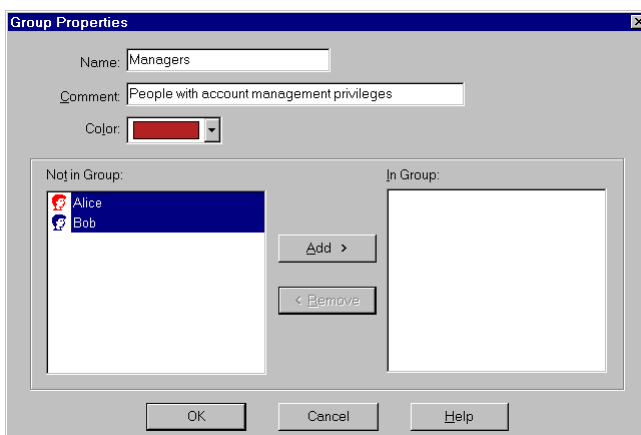 Group Properties
Name: Managers
Comment: People with account management privileges
Color:
Not in Group:
In Group:
Alice
Bob
Add >
< Remove
OK
Cancel
Help